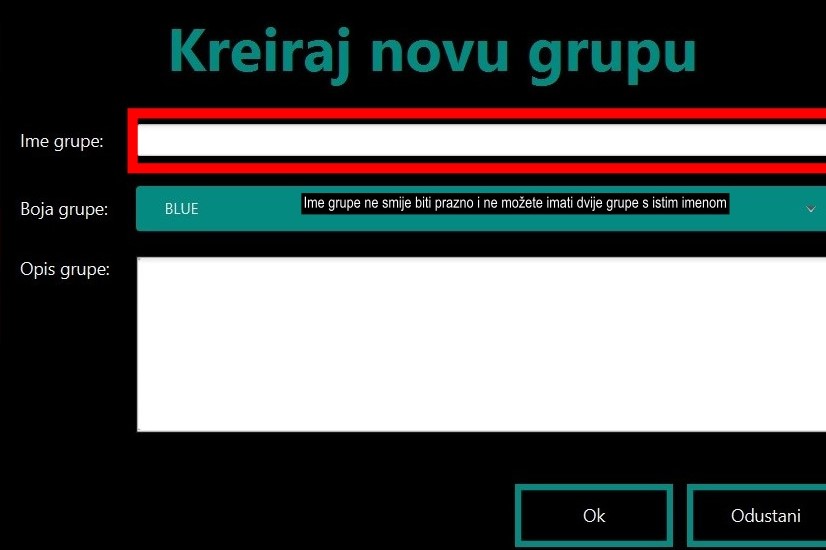 Kreiraj novu grupu
Ime grupe:
Boja grupe:
BLUE
Ime grupe ne smije biti prazno i ne možete imati dvije grupe s istim imenom
Opis grupe:
Ok
Odustani